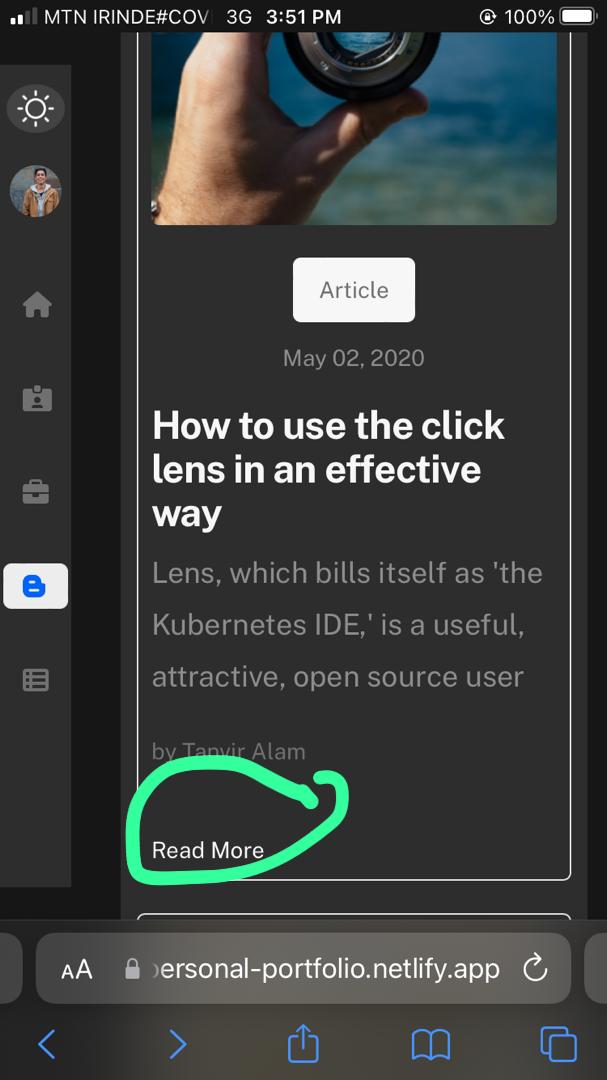 MTN IRINDE#COV 3G 3:51 PM 100%
Article
May 02, 2020
How to use the click
lens in an effective
way
Lens, which bills itself as 'the
Kubernetes IDE,' is a useful,
attractive, open source user
by Tanvir Alam
Read More
AA ersonal-portfolio.netlify.app